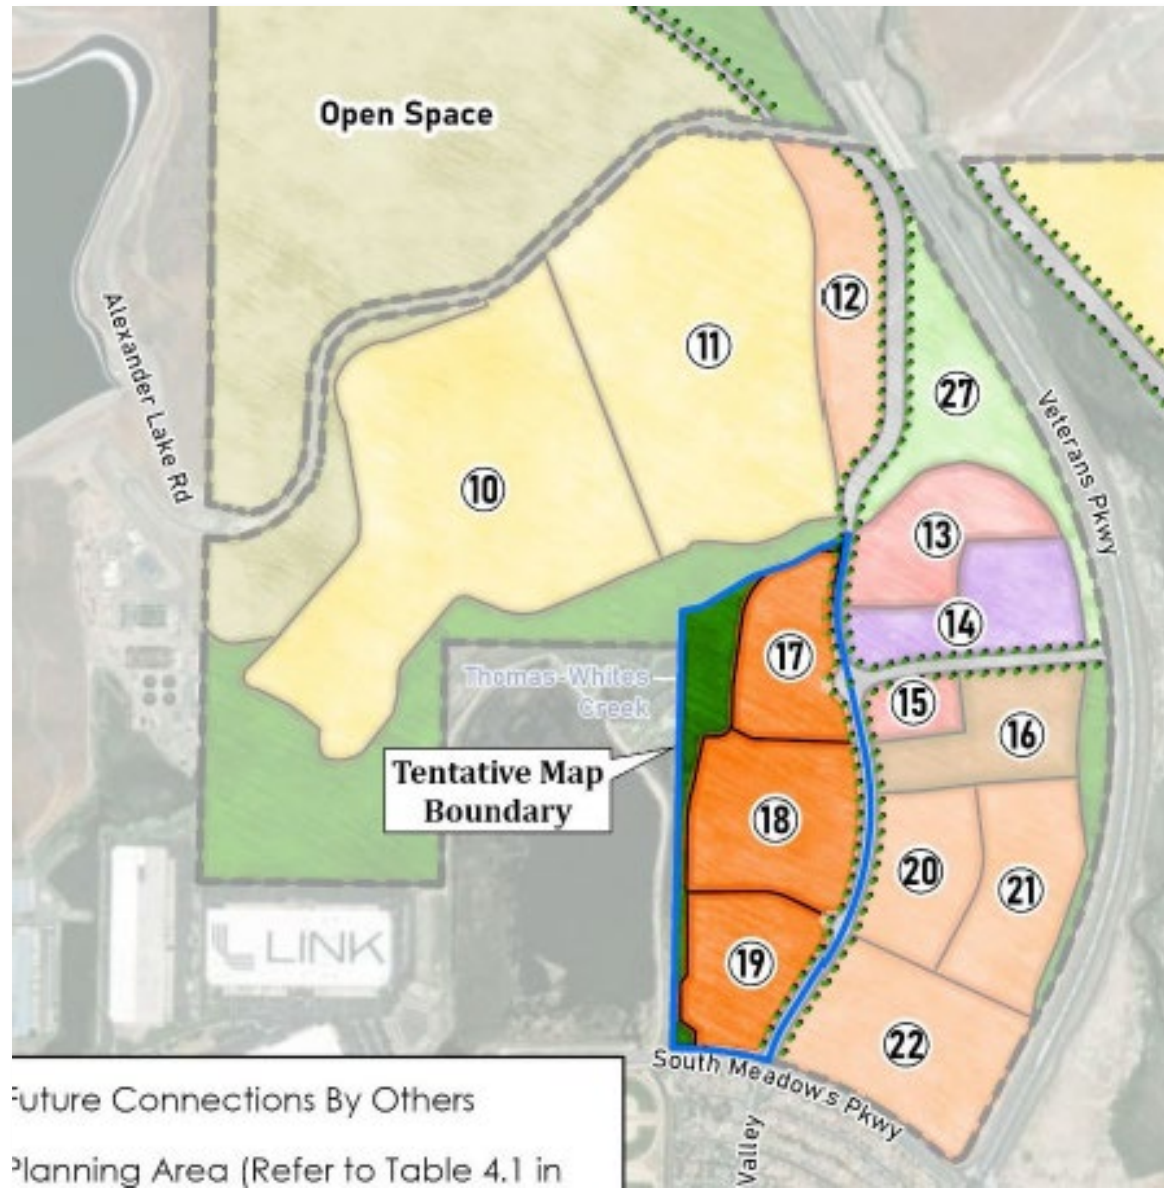 Open Space
12
11
27
Alexander Lake Rd
Veterans Pkwy
10
13
14
17
Thomas-Whites
Creek
15
16
Tentative Map
Boundary
18
20
21
LINK
19
22
South Meadows Pkwy
Future Connections By Others
Valley
Planning Area (Refer to Table 4.1 in